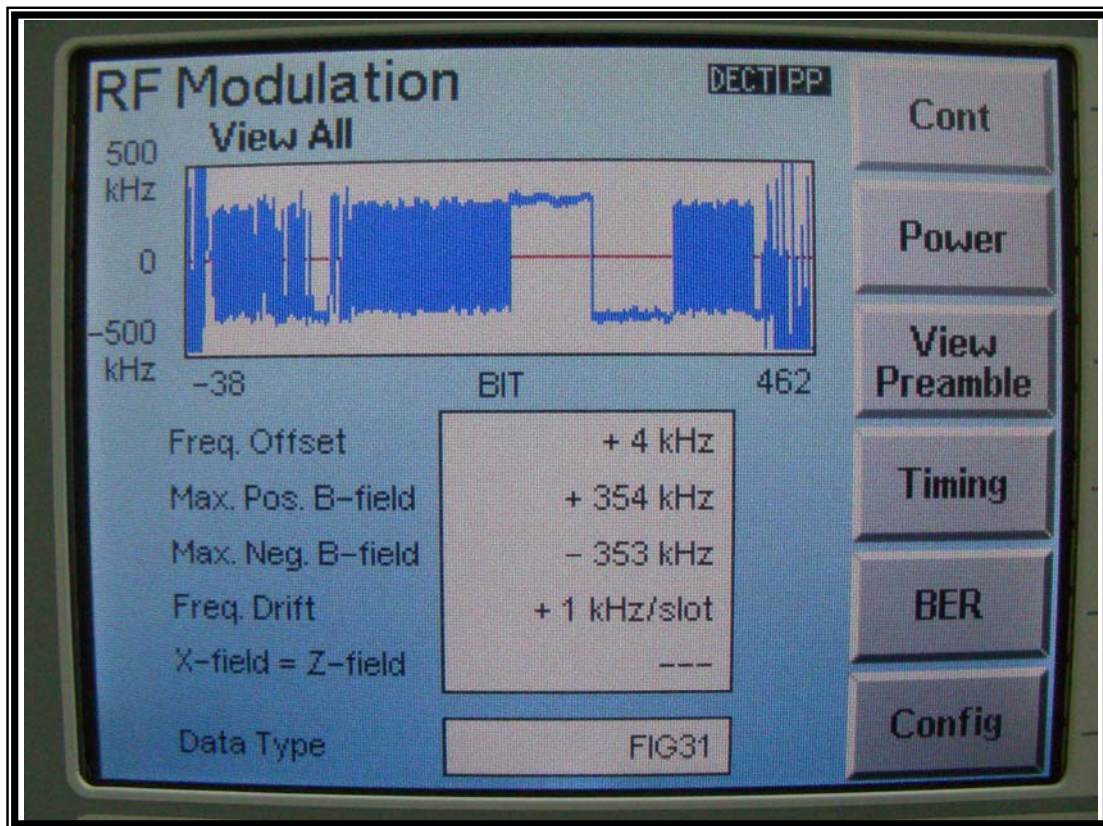 RF Modulation DECT PP
View All
500
kHz
0
-500
kHz
-38 BIT 462
Freq. Offset + 4 kHz
Max. Pos. B-field + 354 kHz
Max. Neg. B-field - 353 kHz
Freq. Drift + 1 kHz/slot
X-field = Z-field ---
Data Type FIG31
Cont
Power
View
Preamble
Timing
BER
Config